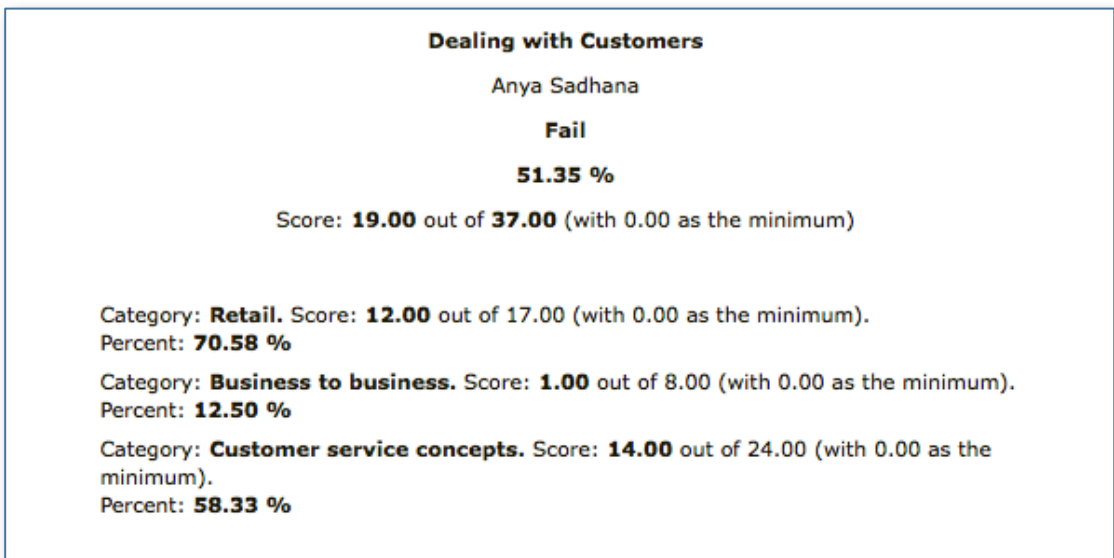 Dealing with Customers
Anya Sadhana
Fail
51.35 %
Score: 19.00 out of 37.00 (with 0.00 as the minimum)
Category: Retail. Score: 12.00 out of 17.00 (with 0.00 as the minimum).
Percent: 70.58 %
Category: Business to business. Score: 1.00 out of 8.00 (with 0.00 as the minimum).
Percent: 12.50 %
Category: Customer service concepts. Score: 14.00 out of 24.00 (with 0.00 as the
minimum).
Percent: 58.33 %